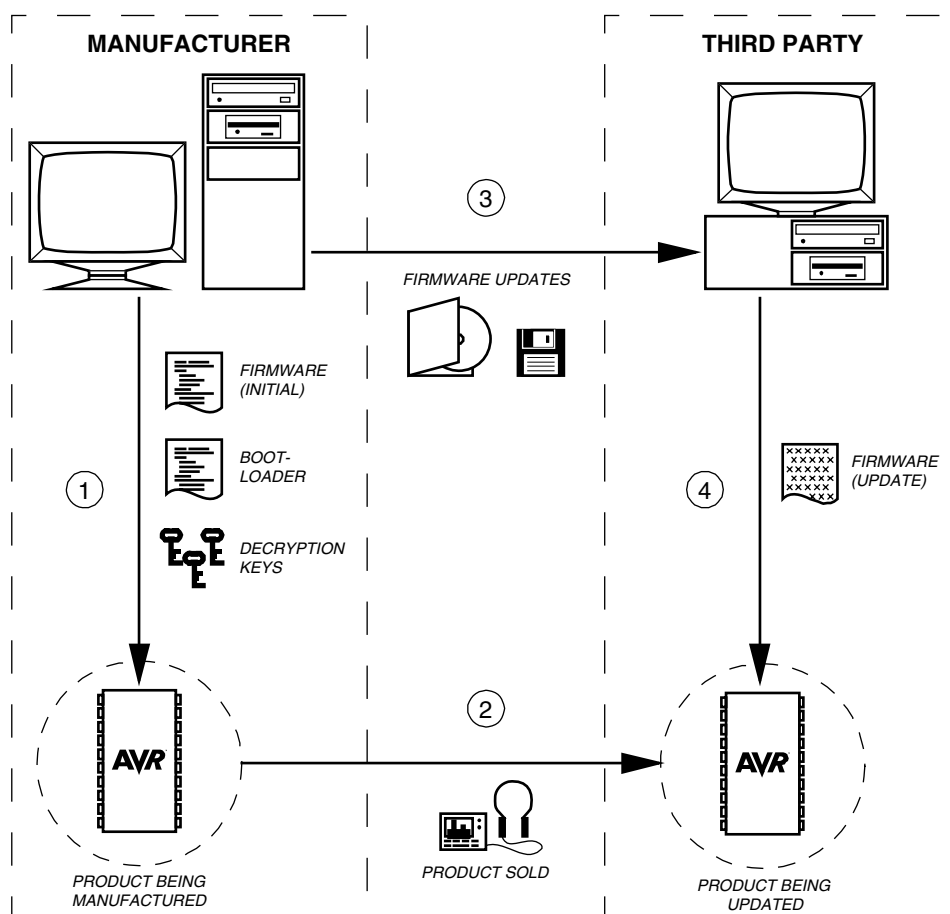 MANUFACTURER
THIRD PARTY
3
FIRMWARE UPDATES
FIRMWARE
(INITIAL)
BOOT-
LOADER
1
DECRYPTION
KEYS
4
FIRMWARE
(UPDATE)
2
AVR
AVR
PRODUCT SOLD
PRODUCT BEING
MANUFACTURED
PRODUCT BEING
UPDATED